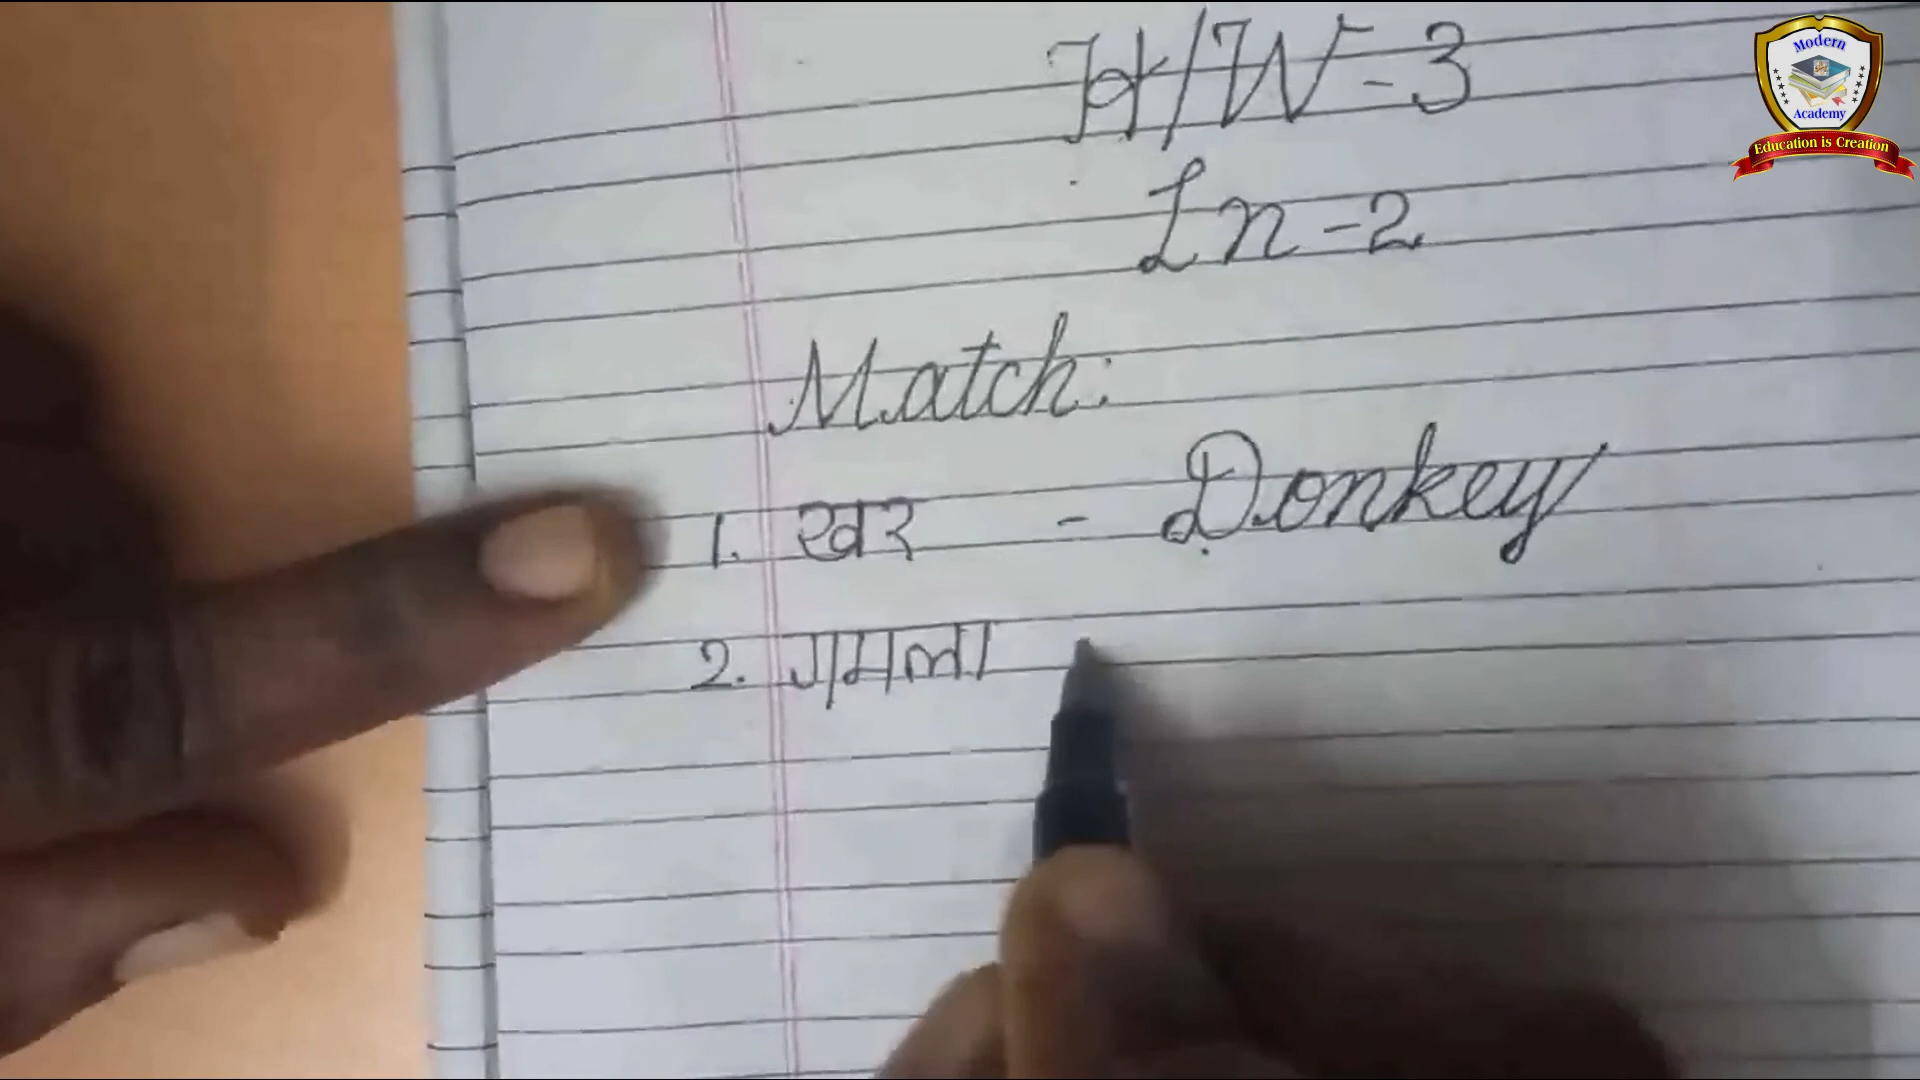 H/W-3
Ln-2
Match:
1. खर - Donkey
2. गमला
Modern
Academy
Education is Creation